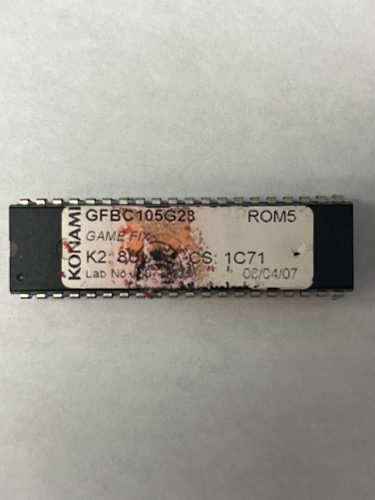 KONAMI
GFBC105G23 ROM5
GAME FIX
K2: CS: 1C71
Lab No. 06/04/07